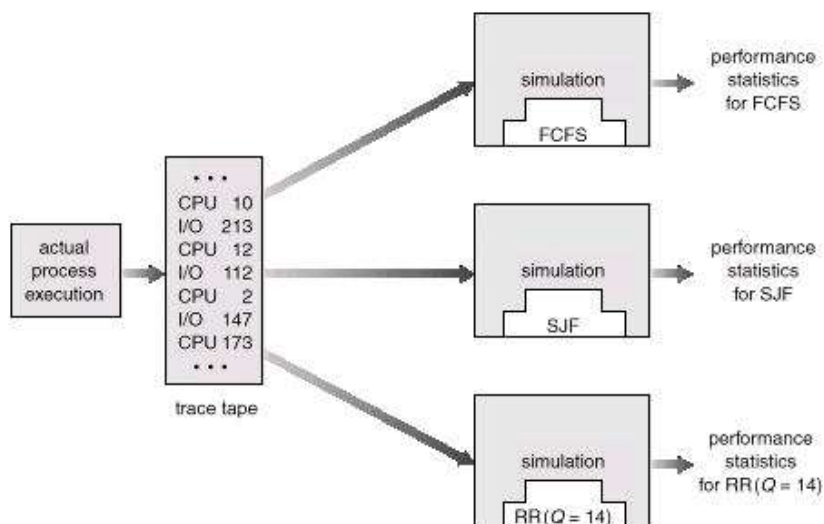 actual
process
execution
• • •
CPU 10
I/O 213
CPU 12
I/O 112
CPU 2
I/O 147
CPU 173
• • •
trace tape
simulation
FCFS
performance
statistics
for FCFS
simulation
SJF
performance
statistics
for SJF
simulation
RR(Q = 14)
performance
statistics
for RR(Q = 14)